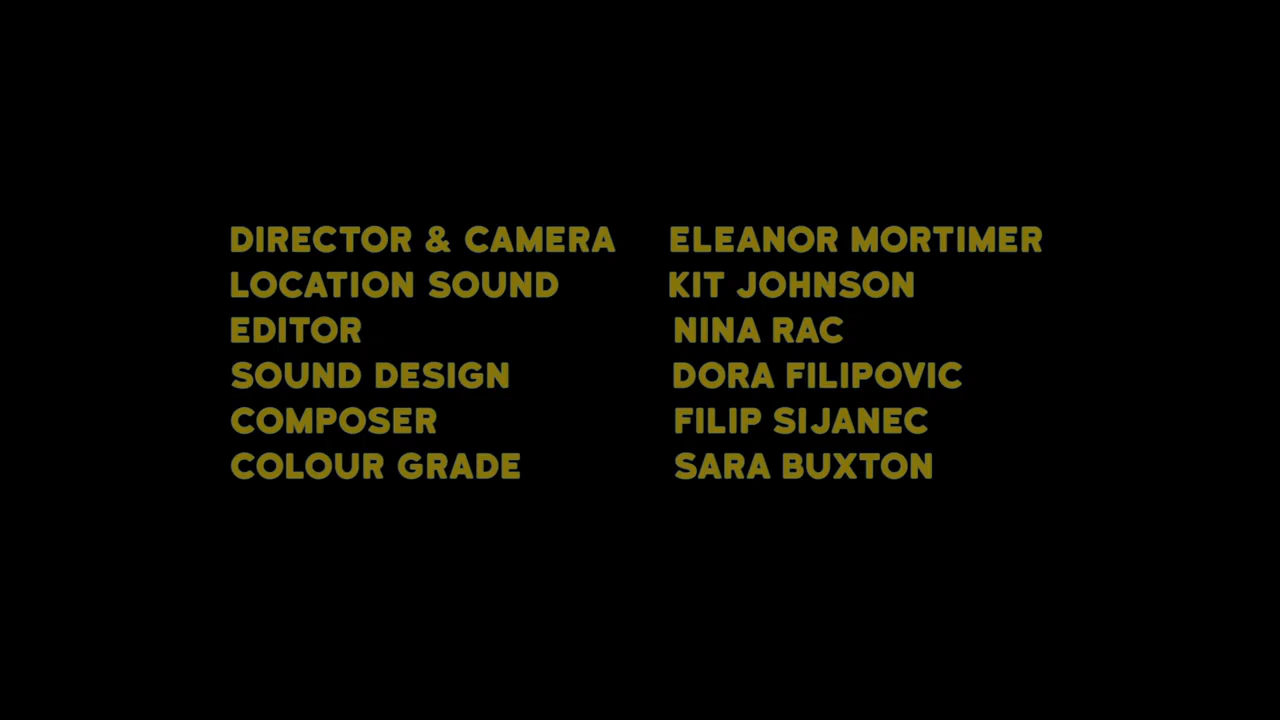 DIRECTOR & CAMERA ELEANOR MORTIMER
LOCATION SOUND KIT JOHNSON
EDITOR NINA RAC
SOUND DESIGN DORA FILIPOVIC
COMPOSER FILIP SIJANEC
COLOUR GRADE SARA BUXTON